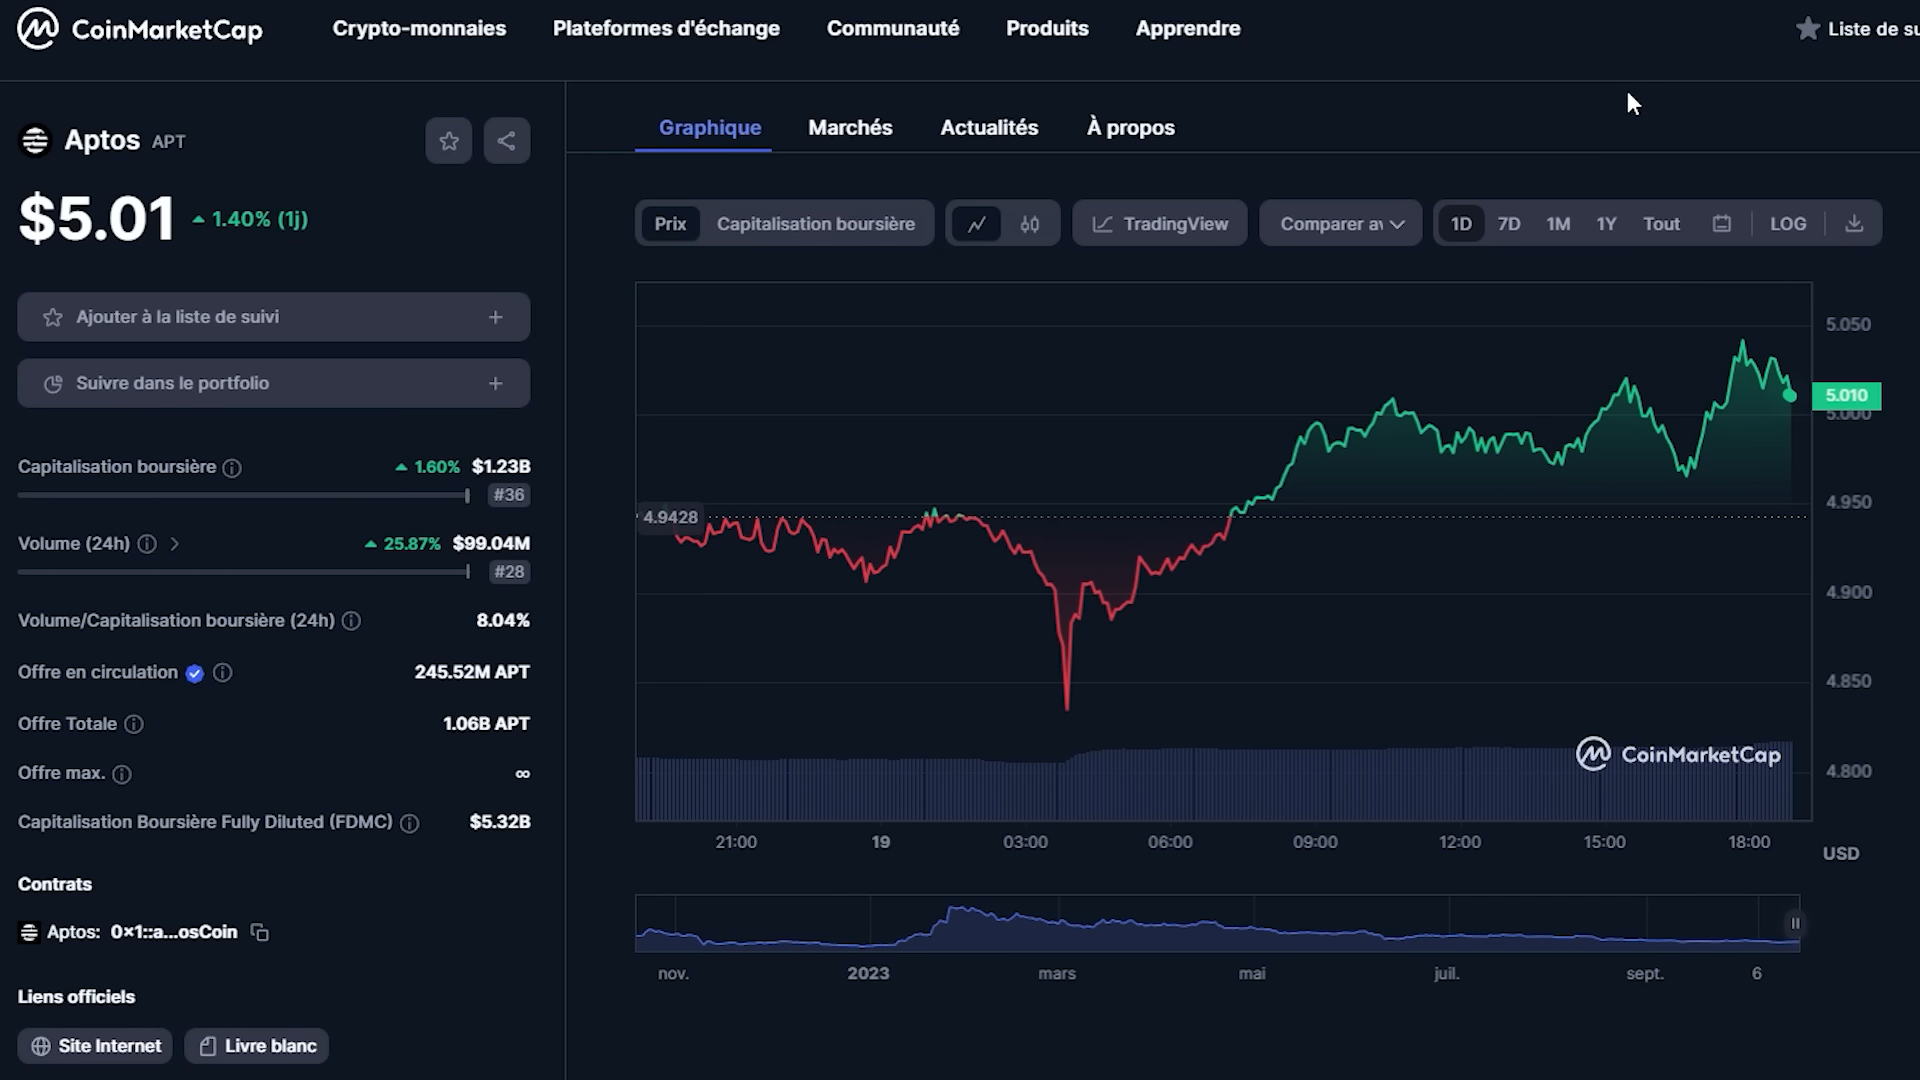 CoinMarketCap
Crypto-monnaies
Plateformes d'échange
Communauté
Produits
Apprendre
Liste de su
Aptos APT
$5.01 1.40% (1j)
Ajouter à la liste de suivi
Suivre dans le portfolio
Capitalisation boursière 1.60% $1.23B
#36
Volume (24h) 25.87% $99.04M
#28
Volume/Capitalisation boursière (24h) 8.04%
Offre en circulation 245.52M APT
Offre Totale 1.06B APT
Offre max. ∞
Capitalisation Boursière Fully Diluted (FDMC) $5.32B
Contrats
Aptos: 0x1::a...osCoin
Liens officiels
Site Internet
Livre blanc
Graphique
Marchés
Actualités
À propos
Prix
Capitalisation boursière
TradingView
Comparer av
1D
7D
1M
1Y
Tout
LOG
5.050
5.010
5.000
4.950
4.9428
4.900
4.850
4.800
CoinMarketCap
21:00
19
03:00
06:00
09:00
12:00
15:00
18:00
USD
nov.
2023
mars
mai
juil.
sept.
6